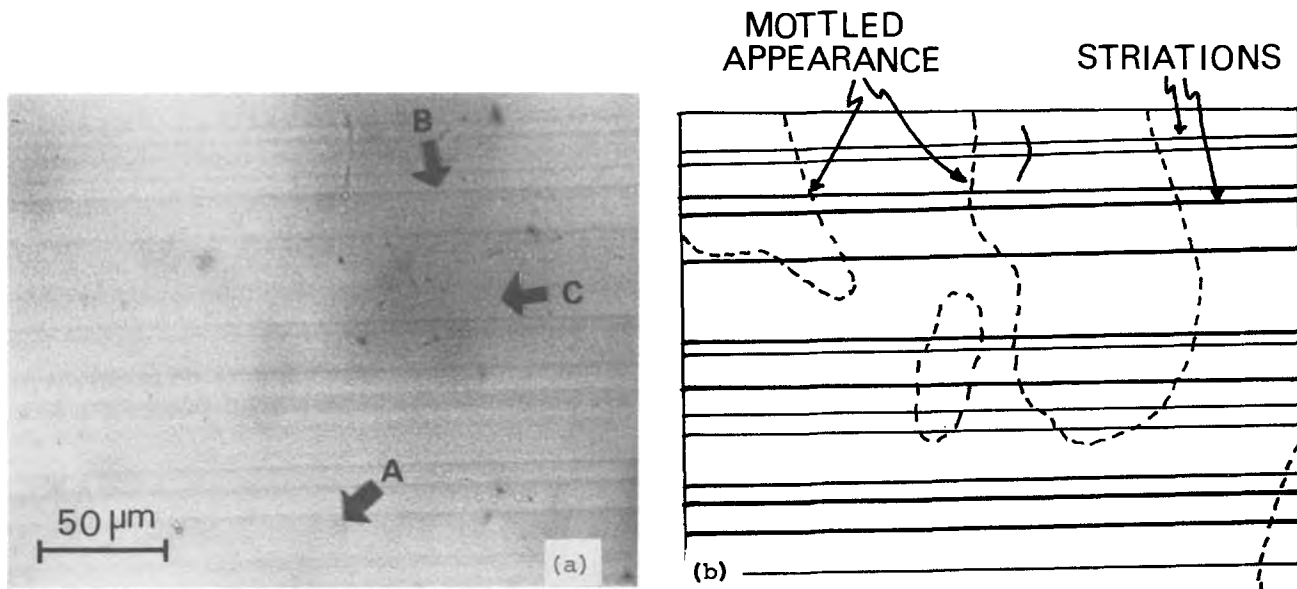 MOTTLED
APPEARANCE
STRIATIONS
B
C
A
50 µm
(a)
(b)